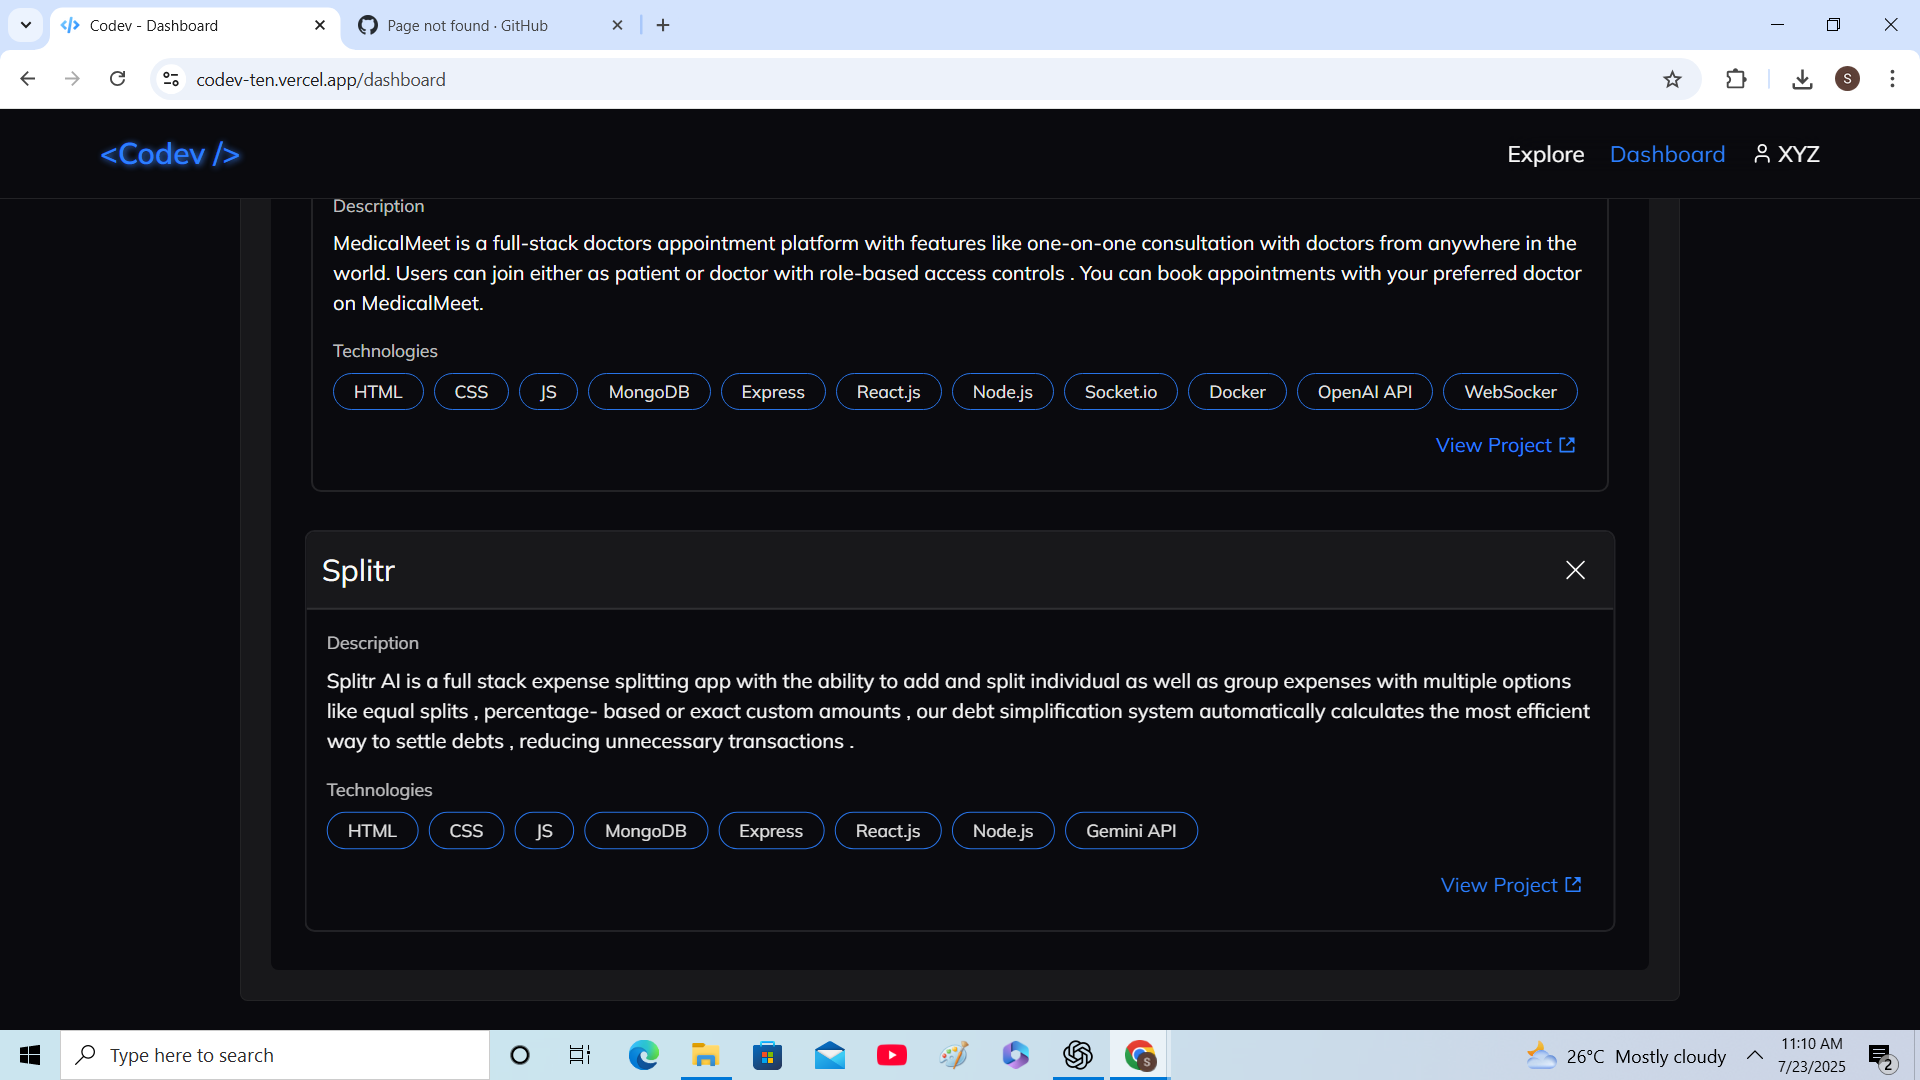 Codev - Dashboard
Page not found · GitHub
codev-ten.vercel.app/dashboard
S
<Codev />
Explore
Dashboard
XYZ
Description
MedicalMeet is a full-stack doctors appointment platform with features like one-on-one consultation with doctors from anywhere in the
world. Users can join either as patient or doctor with role-based access controls . You can book appointments with your preferred doctor
on MedicalMeet.
Technologies
HTML CSS JS MongoDB Express React.js Node.js Socket.io Docker OpenAI API WebSocker
View Project
Splitr
Description
Splitr AI is a full stack expense splitting app with the ability to add and split individual as well as group expenses with multiple options
like equal splits , percentage- based or exact custom amounts , our debt simplification system automatically calculates the most efficient
way to settle debts , reducing unnecessary transactions .
Technologies
HTML CSS JS MongoDB Express React.js Node.js Gemini API
View Project
Type here to search
S
26°C Mostly cloudy
11:10 AM
7/23/2025
2